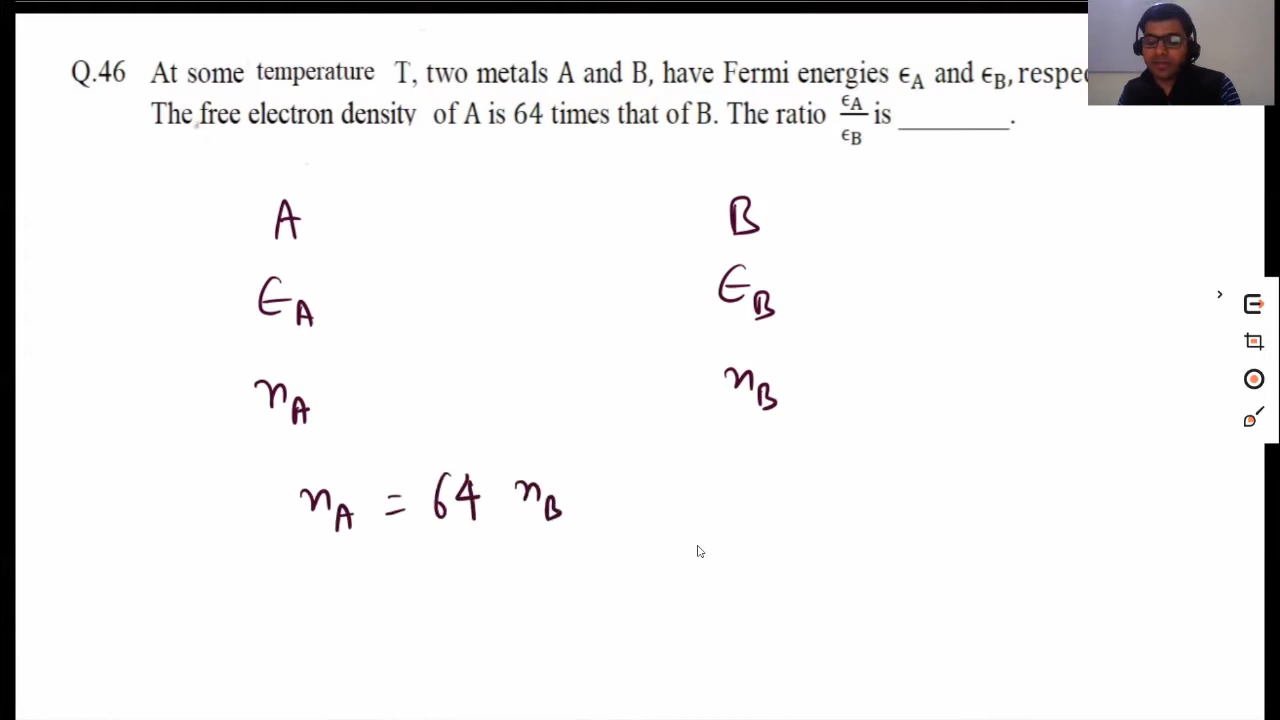 Q.46 At some temperature T, two metals A and B, have Fermi energies ϵA and ϵB,
The free electron density of A is 64 times that of B. The ratio ϵA/ϵB is ________.
A B
ϵA ϵB
nA nB
nA = 64 nB